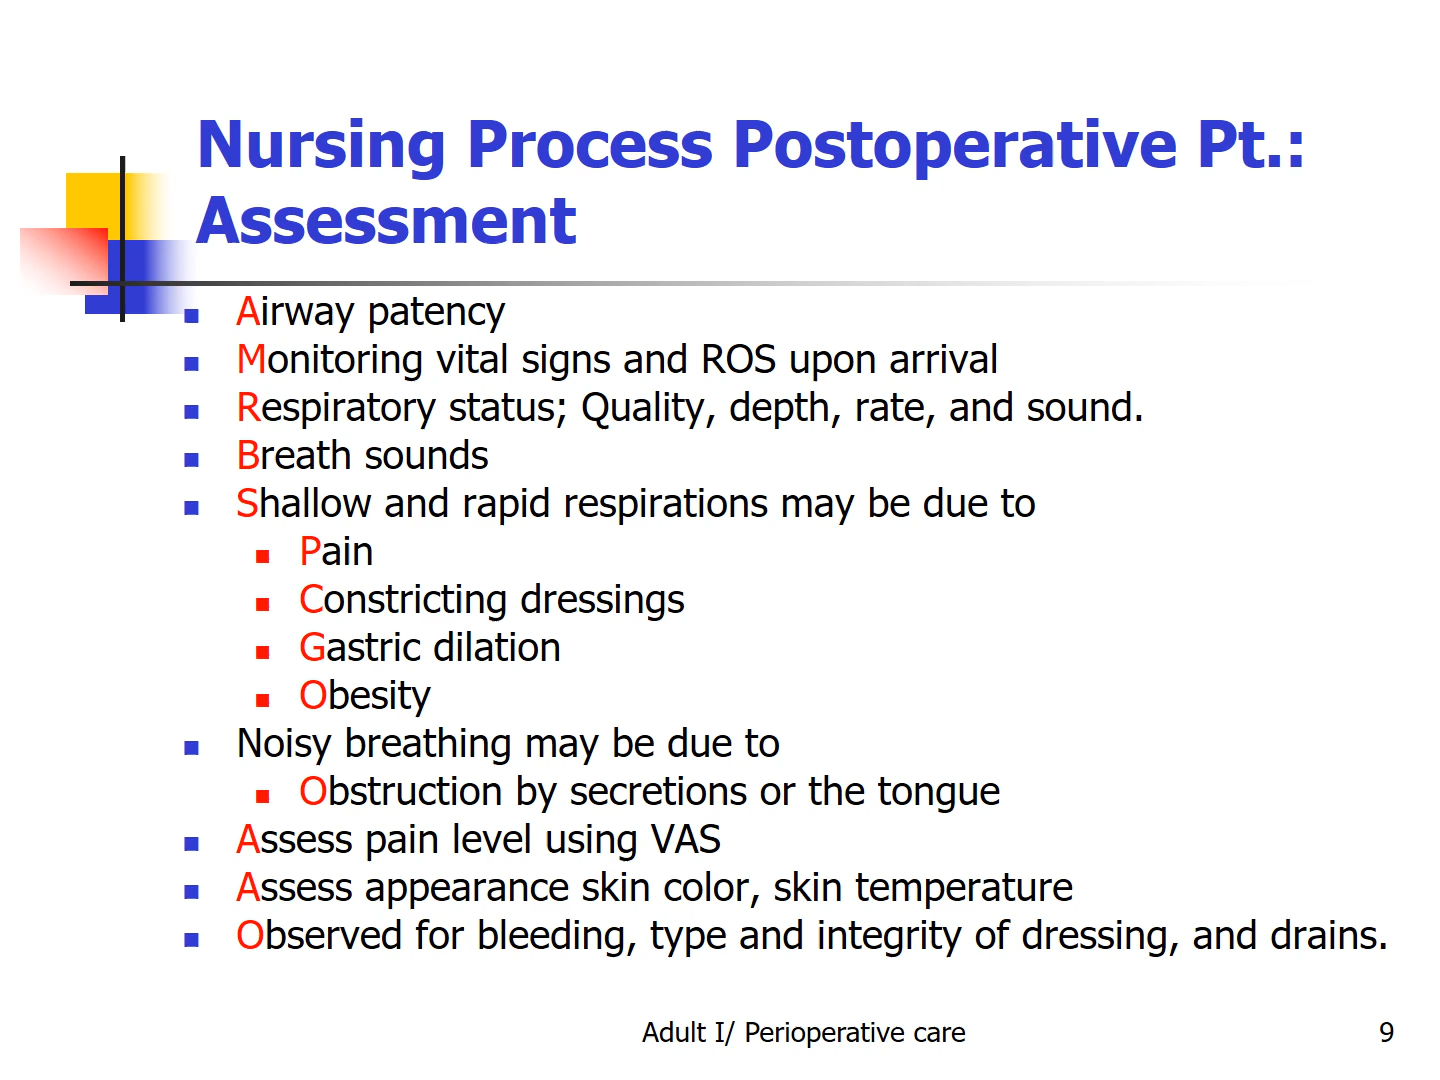 Nursing Process Postoperative Pt.:
Assessment
Airway patency
Monitoring vital signs and ROS upon arrival
Respiratory status; Quality, depth, rate, and sound.
Breath sounds
Shallow and rapid respirations may be due to
Pain
Constricting dressings
Gastric dilation
Obesity
Noisy breathing may be due to
Obstruction by secretions or the tongue
Assess pain level using VAS
Assess appearance skin color, skin temperature
Observed for bleeding, type and integrity of dressing, and drains.
Adult I/ Perioperative care
9